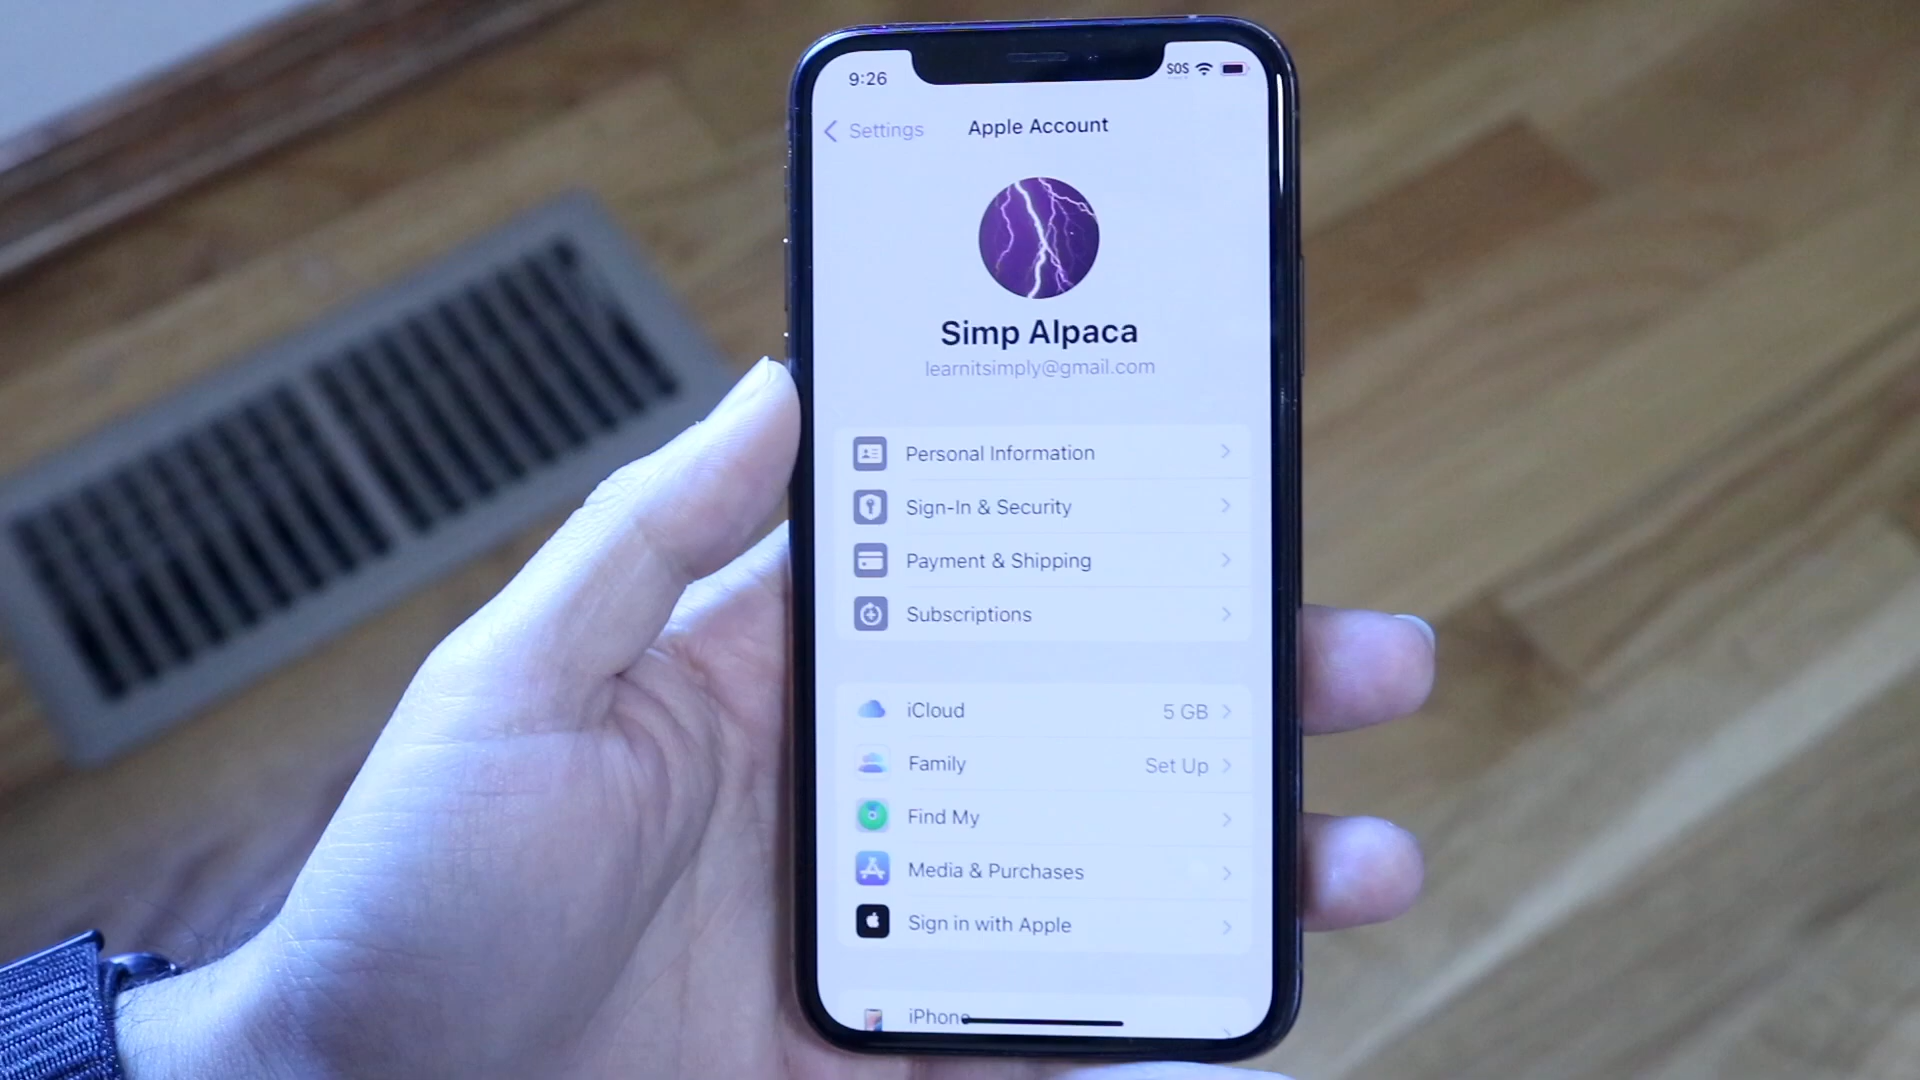 9:26
SOS
Settings
Apple Account
Simp Alpaca
learnitsimply@gmail.com
Personal Information
Sign-In & Security
Payment & Shipping
Subscriptions
iCloud 5 GB
Family Set Up
Find My
Media & Purchases
Sign in with Apple
iPhone